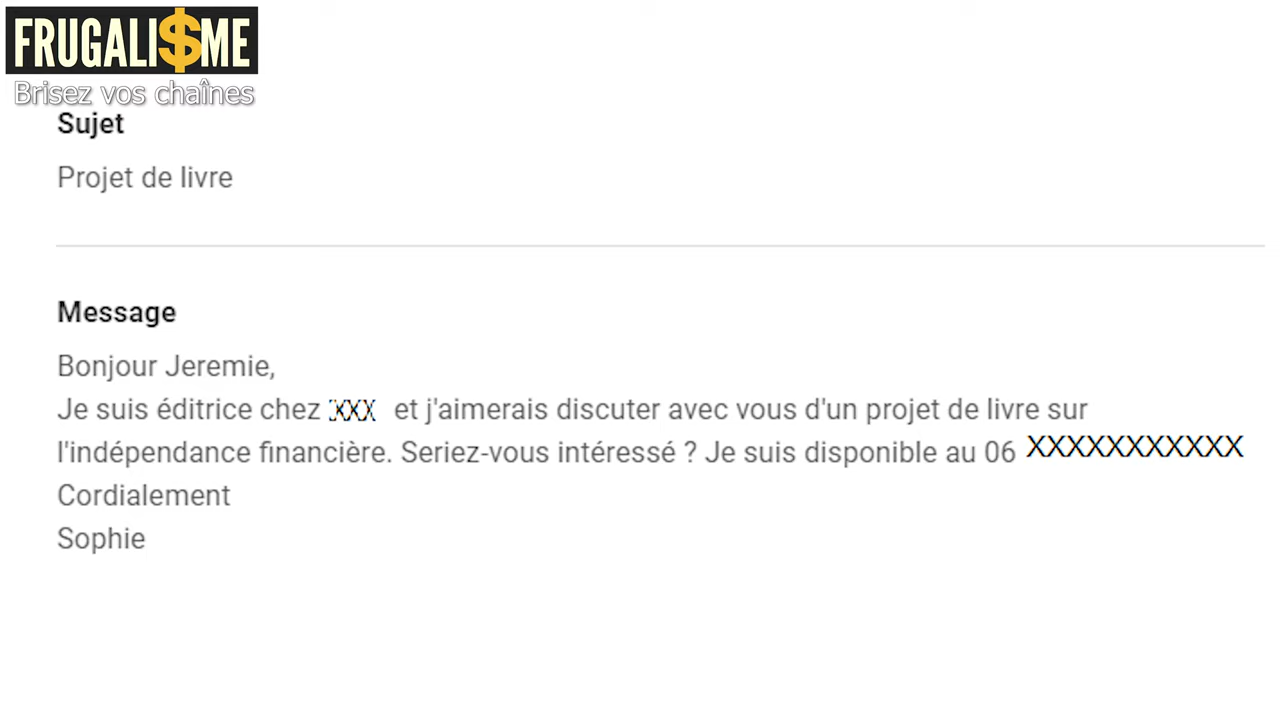 FRUGALI$ME
Brisez vos chaînes
Sujet
Projet de livre
Message
Bonjour Jeremie,
Je suis éditrice chez XXX et j'aimerais discuter avec vous d'un projet de livre sur
l'indépendance financière. Seriez-vous intéressé ? Je suis disponible au 06 XXXXXXXXXXX
Cordialement
Sophie